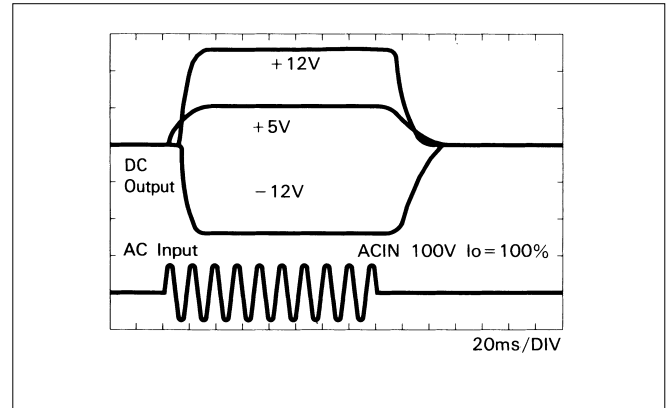 +12V
+5V
DC
Output
−12V
AC Input
ACIN 100V Io=100%
20ms/DIV